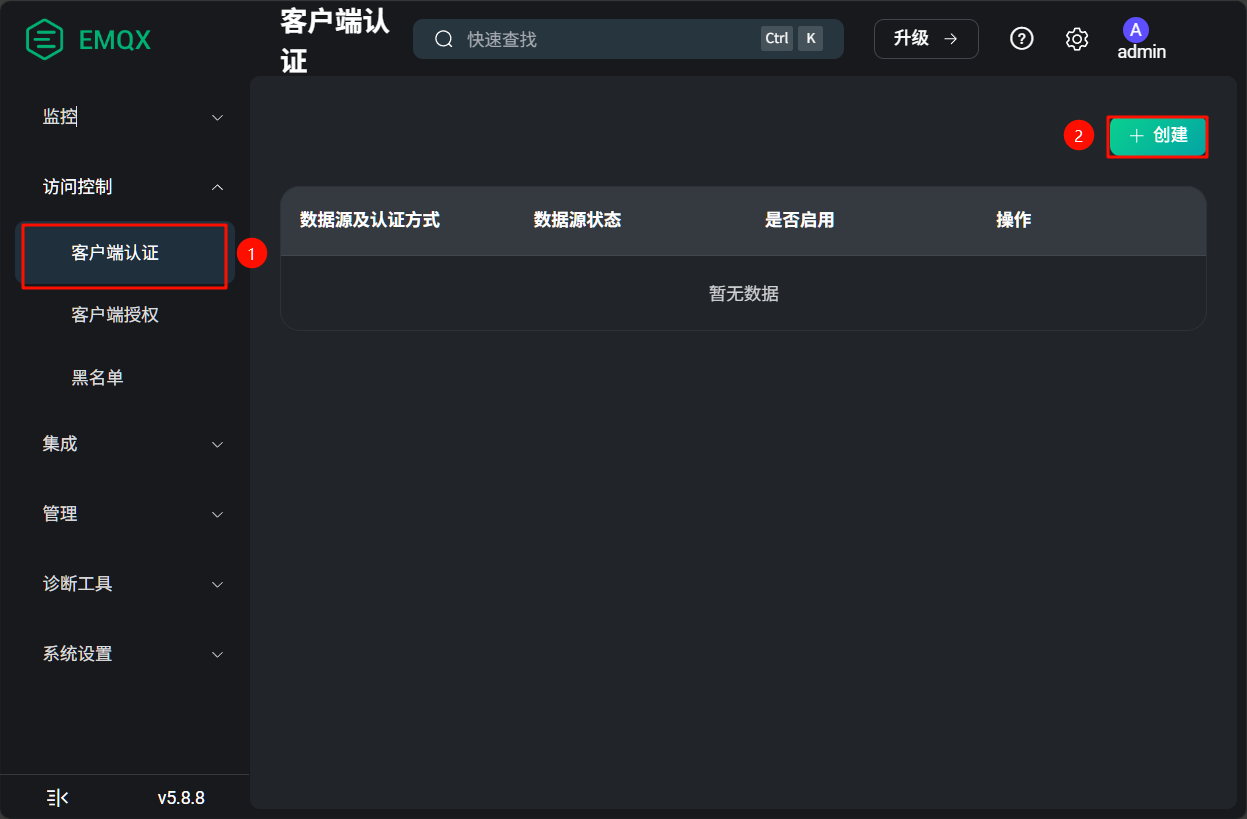 EMQX
客户端认
证
快速查找
Ctrl
K
升级
A
admin
监控
访问控制
客户端认证
1
客户端授权
黑名单
集成
管理
诊断工具
系统设置
v5.8.8
2
创建
数据源及认证方式
数据源状态
是否启用
操作
暂无数据